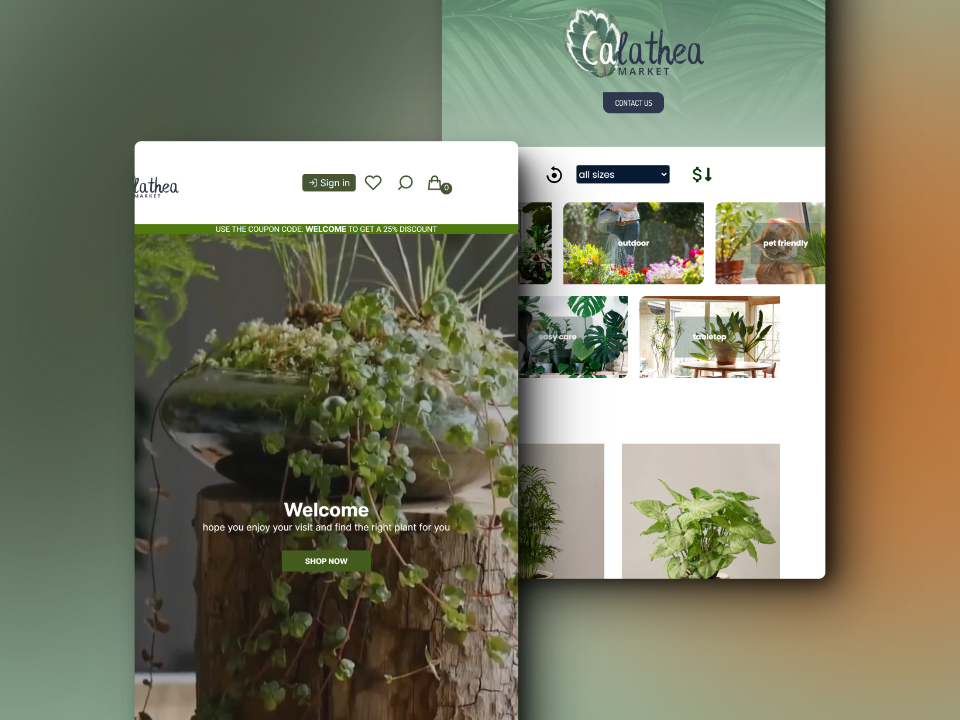 Calathea
MARKET
CONTACT US
all sizes
$
outdoor
pet friendly
easy care
tabletop
lathea
MARKET
Sign in
0
USE THE COUPON CODE: WELCOME TO GET A 25% DISCOUNT
Welcome
hope you enjoy your visit and find the right plant for you
SHOP NOW